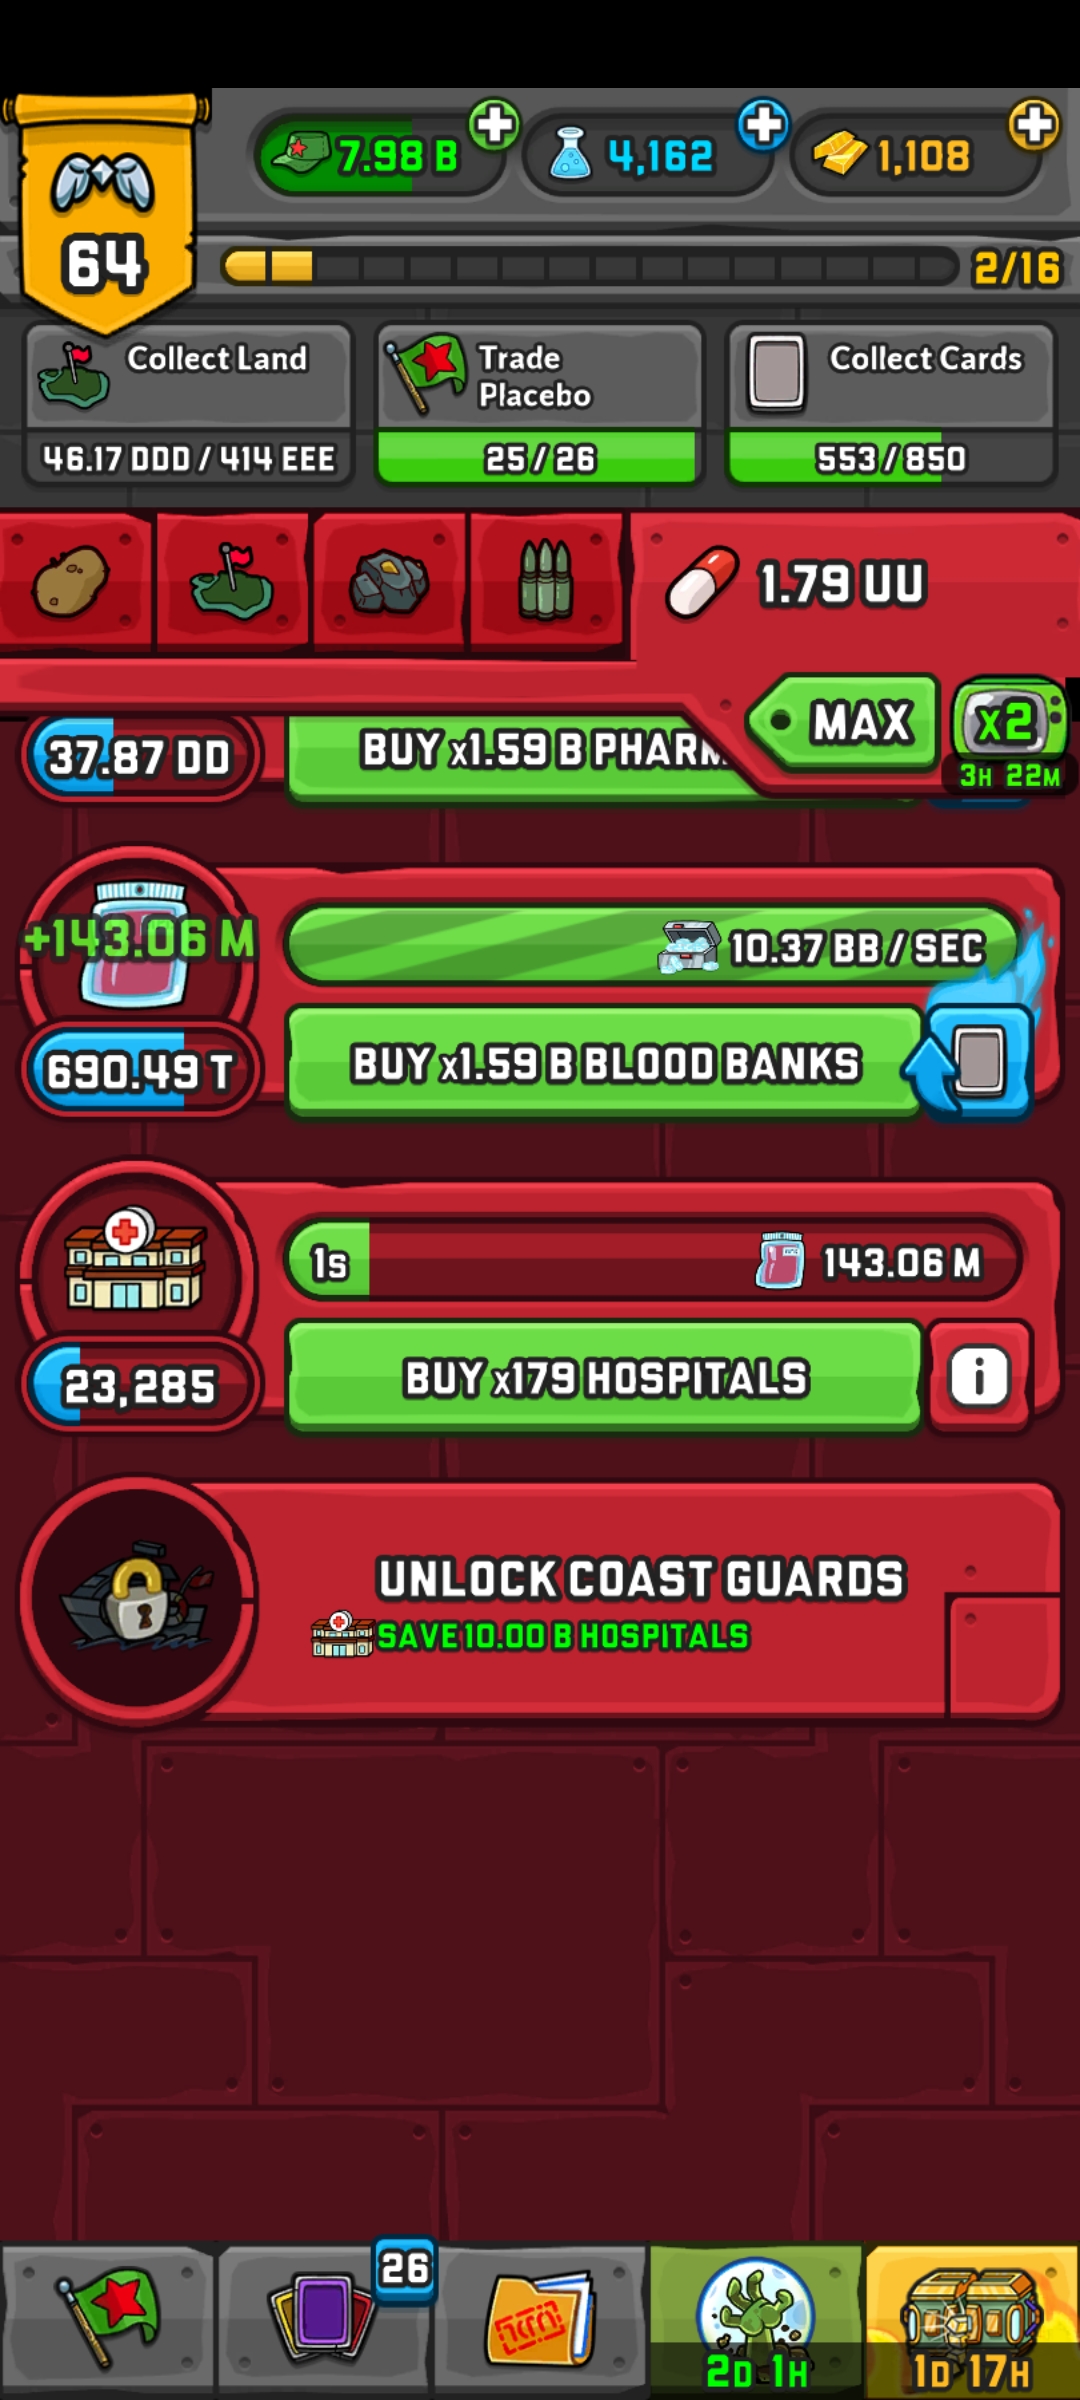 7.98 B
4,162
1,108
64
2/16
Collect Land
46.17 DDD / 414 EEE
Trade
Placebo
25 / 26
Collect Cards
553 / 850
1.79 UU
MAX
x2
3H 22M
37.87 DD
BUY x1.59 B PHARM
+143.06 M
10.37 BB / SEC
690.49 T
BUY x1.59 B BLOOD BANKS
1s
143.06 M
23,285
BUY x179 HOSPITALS
i
UNLOCK COAST GUARDS
SAVE 10.00 B HOSPITALS
26
2D 1H
1D 17H